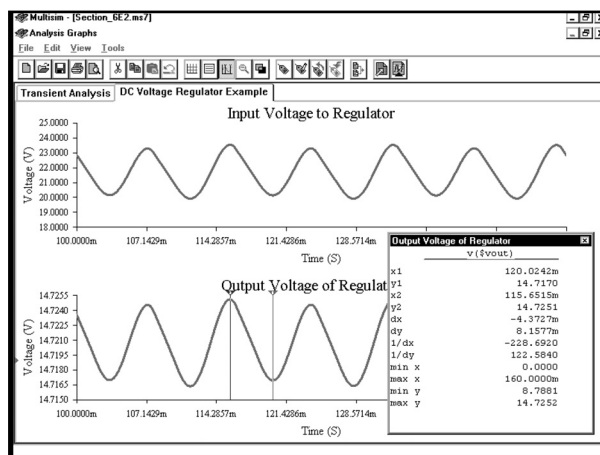 Multisim - [Section_6E2.ms7]
Analysis Graphs
File Edit View Tools
Transient Analysis DC Voltage Regulator Example
Input Voltage to Regulator
Voltage (V)
25.0000
24.0000
23.0000
22.0000
21.0000
20.0000
19.0000
18.0000
100.0000m 107.1429m 114.2857m 121.4286m 128.5714m
Time (S)
Output Voltage of Regulat
Voltage (V)
14.7255
14.7235
14.7220
14.7210
14.7195
14.7180
14.7165
14.7150
100.0000m 107.1429m 114.2857m 121.4286m 128.5714m
Time (S)
Output Voltage of Regulator
v($vout)
x1 120.0242m
y1 14.7170
x2 115.6515m
y2 14.7251
dx -4.3727m
dy 8.1577m
1/dx -228.6920
1/dy 122.5840
min x 0.0000
max x 160.0000m
min y 8.7881
max y 14.7252